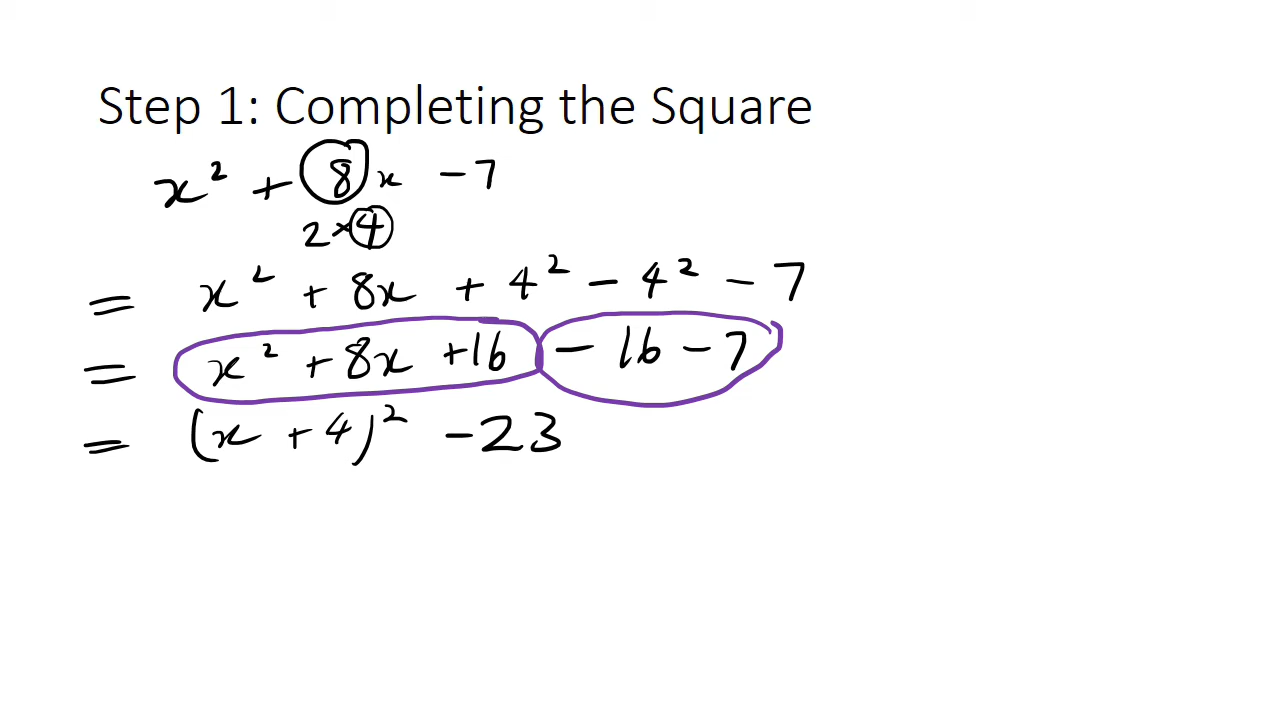 Step 1: Completing the Square
x² + 8x - 7
2 × 4
= x² + 8x + 4² - 4² - 7
= x² + 8x + 16 - 16 - 7
= (x + 4)² - 23